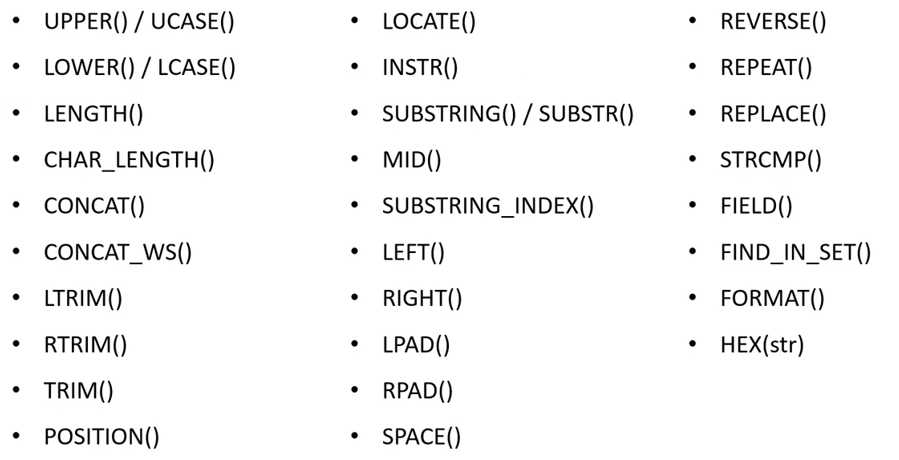 • UPPER() / UCASE()
• LOWER() / LCASE()
• LENGTH()
• CHAR_LENGTH()
• CONCAT()
• CONCAT_WS()
• LTRIM()
• RTRIM()
• TRIM()
• POSITION()
• LOCATE()
• INSTR()
• SUBSTRING() / SUBSTR()
• MID()
• SUBSTRING_INDEX()
• LEFT()
• RIGHT()
• LPAD()
• RPAD()
• SPACE()
• REVERSE()
• REPEAT()
• REPLACE()
• STRCMP()
• FIELD()
• FIND_IN_SET()
• FORMAT()
• HEX(str)